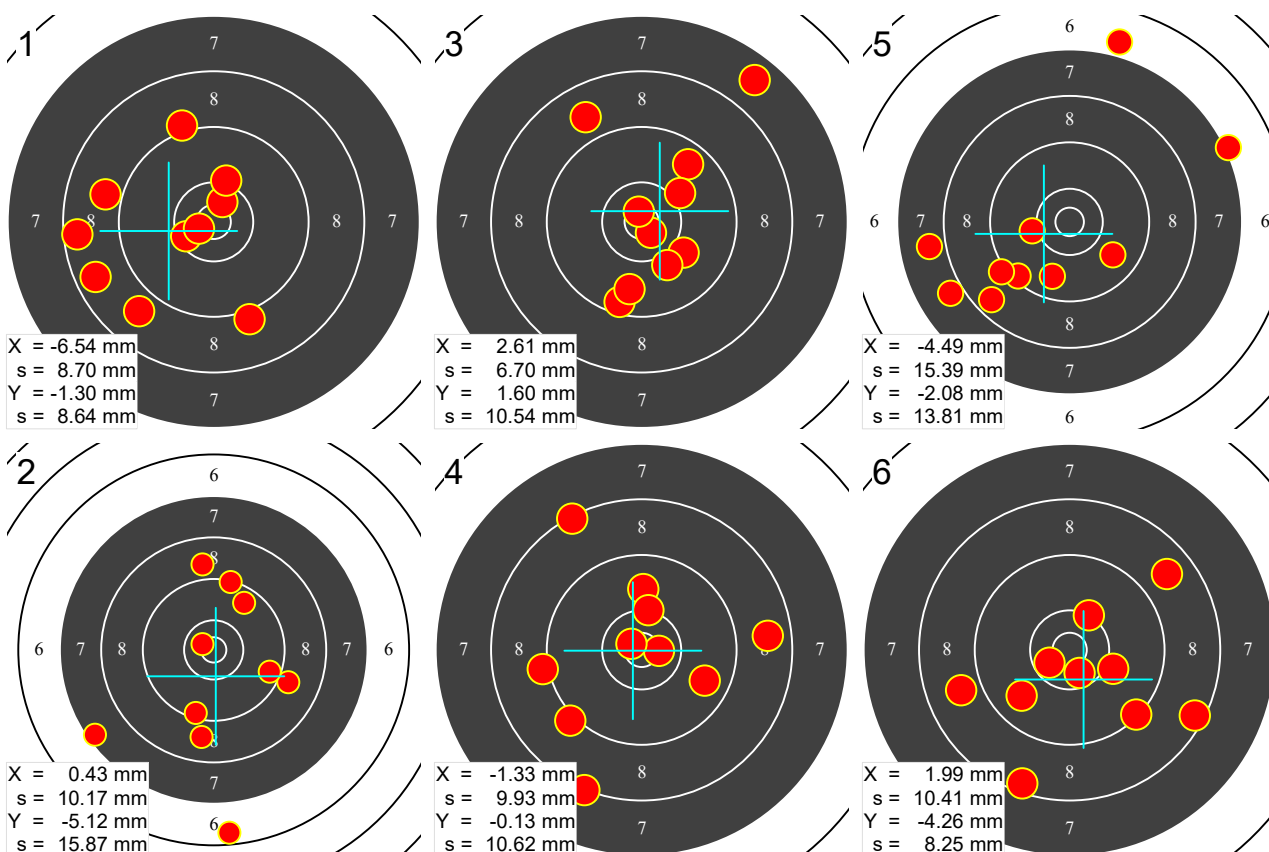 1
7
8
7
8
8
7
8
7
X = -6.54 mm
s = 8.70 mm
Y = -1.30 mm
s = 8.64 mm
3
7
8
7
8
8
7
8
7
X = 2.61 mm
s = 6.70 mm
Y = 1.60 mm
s = 10.54 mm
5
6
7
8
6
7
8
8
7
6
8
7
6
X = -4.49 mm
s = 15.39 mm
Y = -2.08 mm
s = 13.81 mm
2
6
7
8
6
7
8
8
7
6
8
7
6
X = 0.43 mm
s = 10.17 mm
Y = -5.12 mm
s = 15.87 mm
4
7
8
7
8
8
7
8
7
X = -1.33 mm
s = 9.93 mm
Y = -0.13 mm
s = 10.62 mm
6
7
8
7
8
8
7
8
7
X = 1.99 mm
s = 10.41 mm
Y = -4.26 mm
s = 8.25 mm